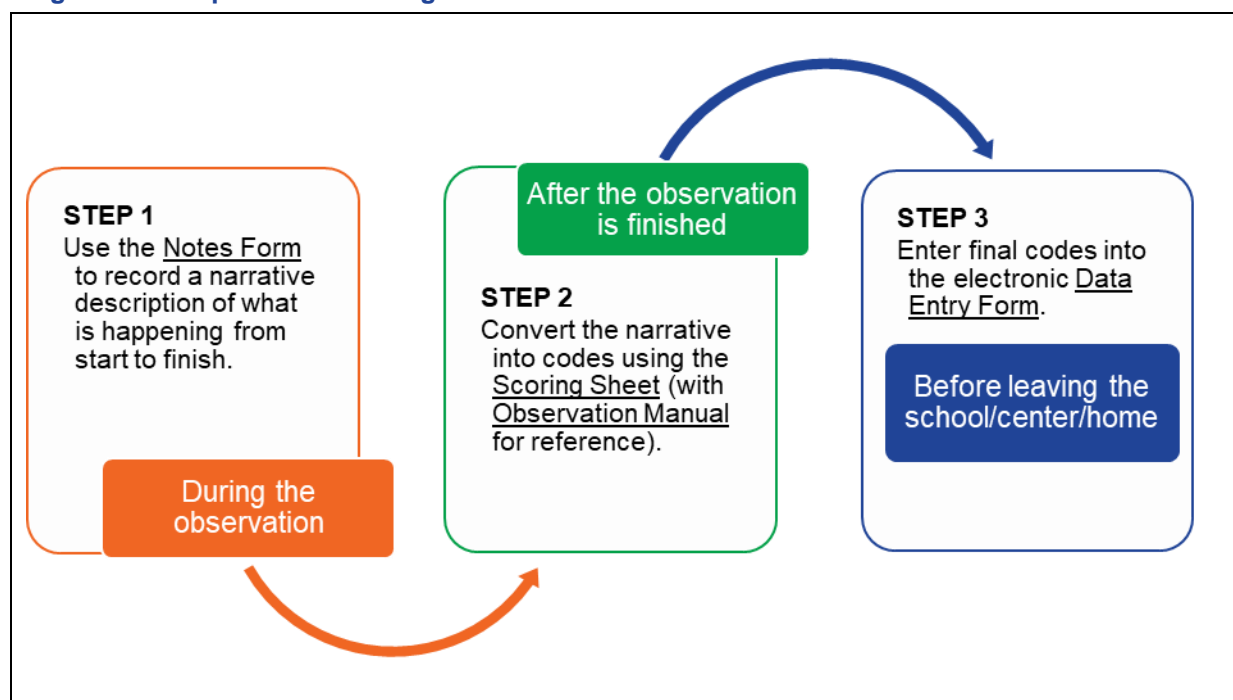 STEP 1
Use the Notes Form
to record a narrative
description of what
is happening from
start to finish.
During the
observation
After the observation
is finished
STEP 2
Convert the narrative
into codes using the
Scoring Sheet (with
Observation Manual
for reference).
STEP 3
Enter final codes into
the electronic Data
Entry Form.
Before leaving the
school/center/home